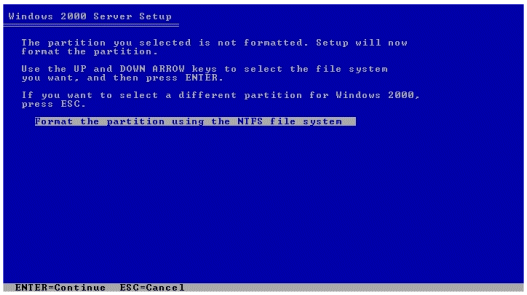 Windows 2000 Server Setup
The partition you selected is not formatted. Setup will now
format the partition.
Use the UP and DOWN ARROW keys to select the file system
you want, and then press ENTER.
If you want to select a different partition for Windows 2000,
press ESC.
Format the partition using the NTFS file system
ENTER=Continue ESC=Cancel